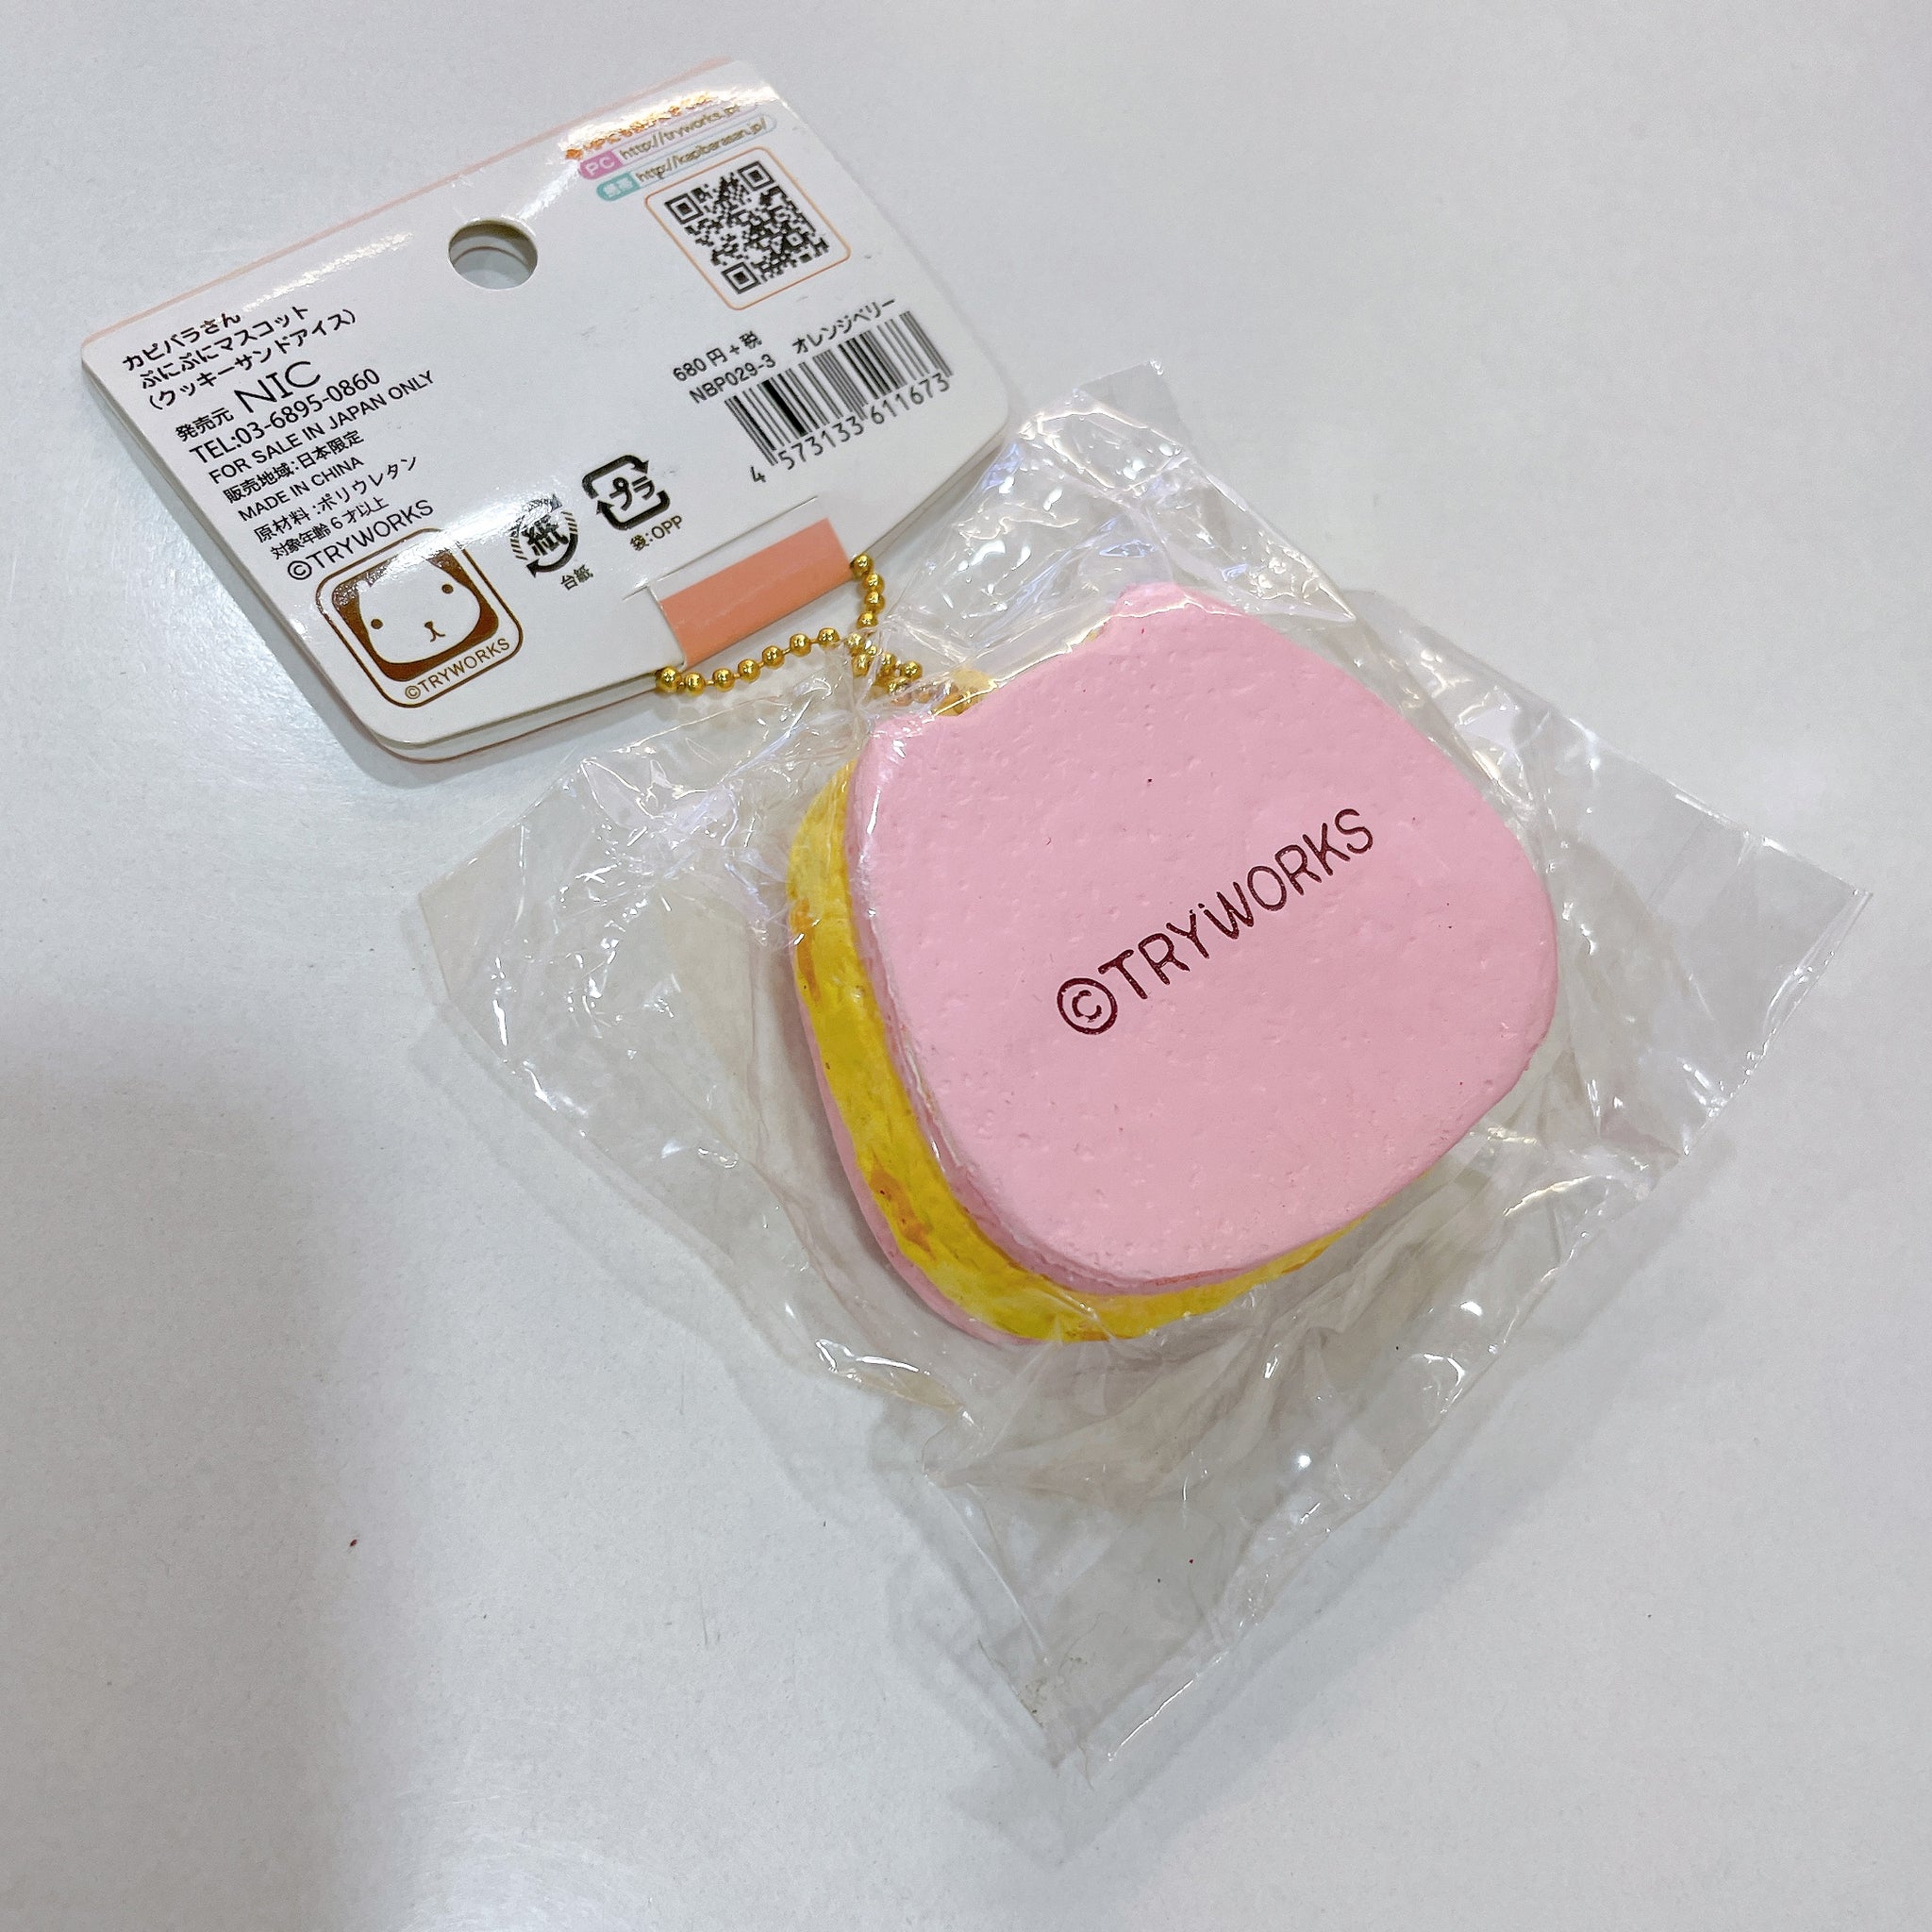 PC http://tryworks.jp/
携帯 http://kapibarasan.jp/
カピバラさん
ぷにぷにマスコット
(クッキーサンドアイス)
発売元 NIC
TEL:03-6895-0860
FOR SALE IN JAPAN ONLY
販売地域:日本限定
MADE IN CHINA
原材料:ポリウレタン
対象年齢6才以上
©TRYWORKS
©TRYWORKS
680円+税
NBP029-3 オレンジベリー
4 573133 611673
紙
台紙
プラ
袋:OPP
©TRYWORKS